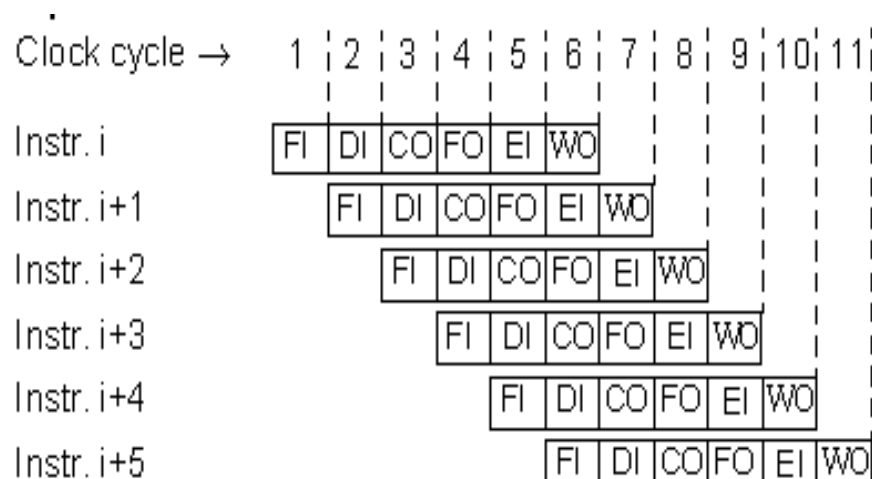 Clock cycle → 1 2 3 4 5 6 7 8 9 10 11
Instr. i FI DI CO FO EI WO
Instr. i+1 FI DI CO FO EI WO
Instr. i+2 FI DI CO FO EI WO
Instr. i+3 FI DI CO FO EI WO
Instr. i+4 FI DI CO FO EI WO
Instr. i+5 FI DI CO FO EI WO